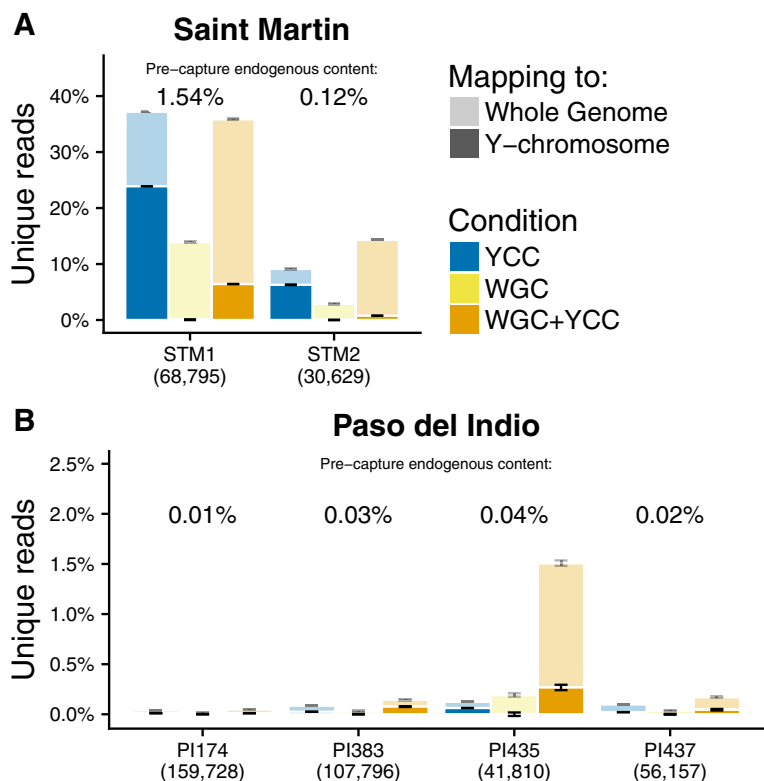 A
Saint Martin
Pre−capture endogenous content:
1.54%
0.12%
Unique reads
40%
30%
20%
10%
0%
STM1
(68,795)
STM2
(30,629)
Mapping to:
Whole Genome
Y−chromosome
Condition
YCC
WGC
WGC+YCC
B
Paso del Indio
Pre−capture endogenous content:
0.01%
0.03%
0.04%
0.02%
Unique reads
2.5%
2.0%
1.5%
1.0%
0.5%
0.0%
PI174
(159,728)
PI383
(107,796)
PI435
(41,810)
PI437
(56,157)